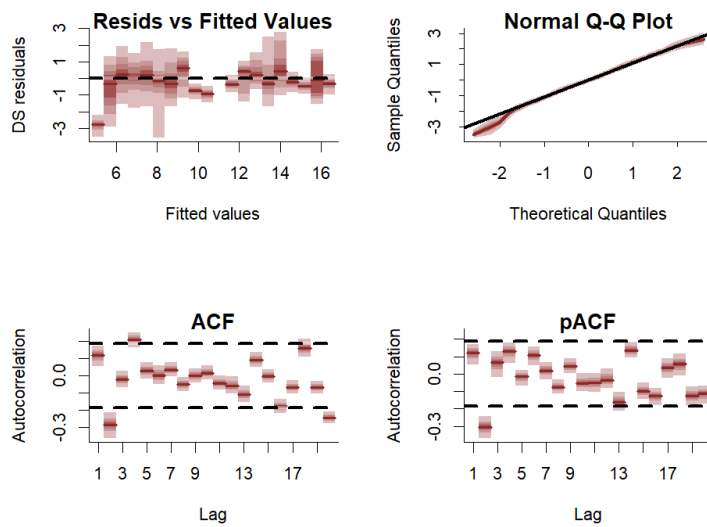 Resids vs Fitted Values
DS residuals
3
1
-1
-3
6 8 10 12 14 16
Fitted values
Normal Q-Q Plot
Sample Quantiles
3
1
-1
-3
-2 -1 0 1 2
Theoretical Quantiles
ACF
Autocorrelation
0.0
-0.3
1 3 5 7 9 13 17
Lag
pACF
Autocorrelation
0.0
-0.3
1 3 5 7 9 13 17
Lag